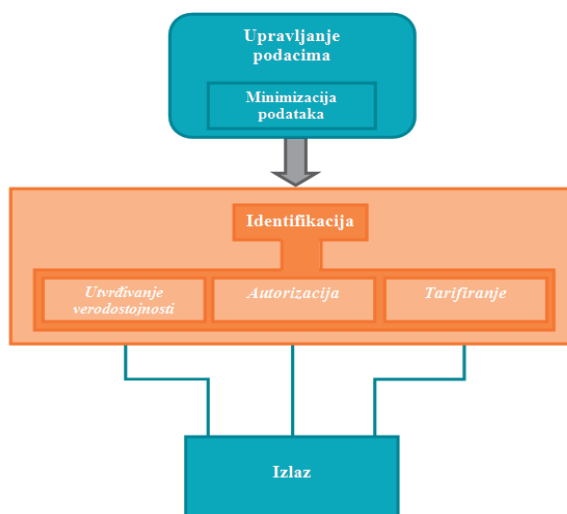 Upravljanje
podacima
Minimizacija
podataka
Identifikacija
Utvrđivanje
verodostojnosti
Autorizacija
Tarifiranje
Izlaz